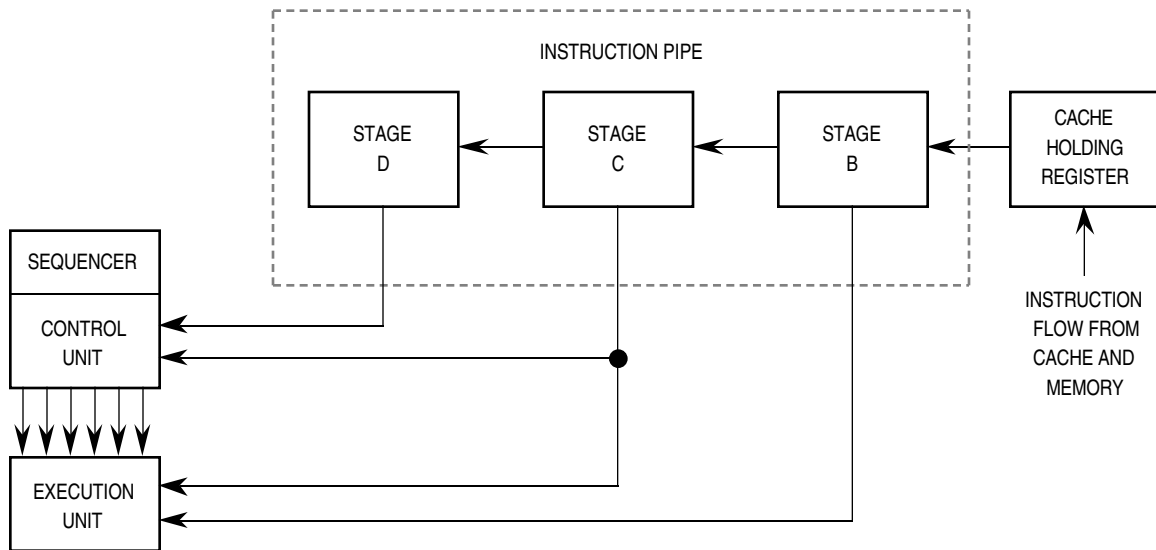 INSTRUCTION PIPE
STAGE
D
STAGE
C
STAGE
B
CACHE
HOLDING
REGISTER
SEQUENCER
CONTROL
UNIT
INSTRUCTION
FLOW FROM
CACHE AND
MEMORY
EXECUTION
UNIT